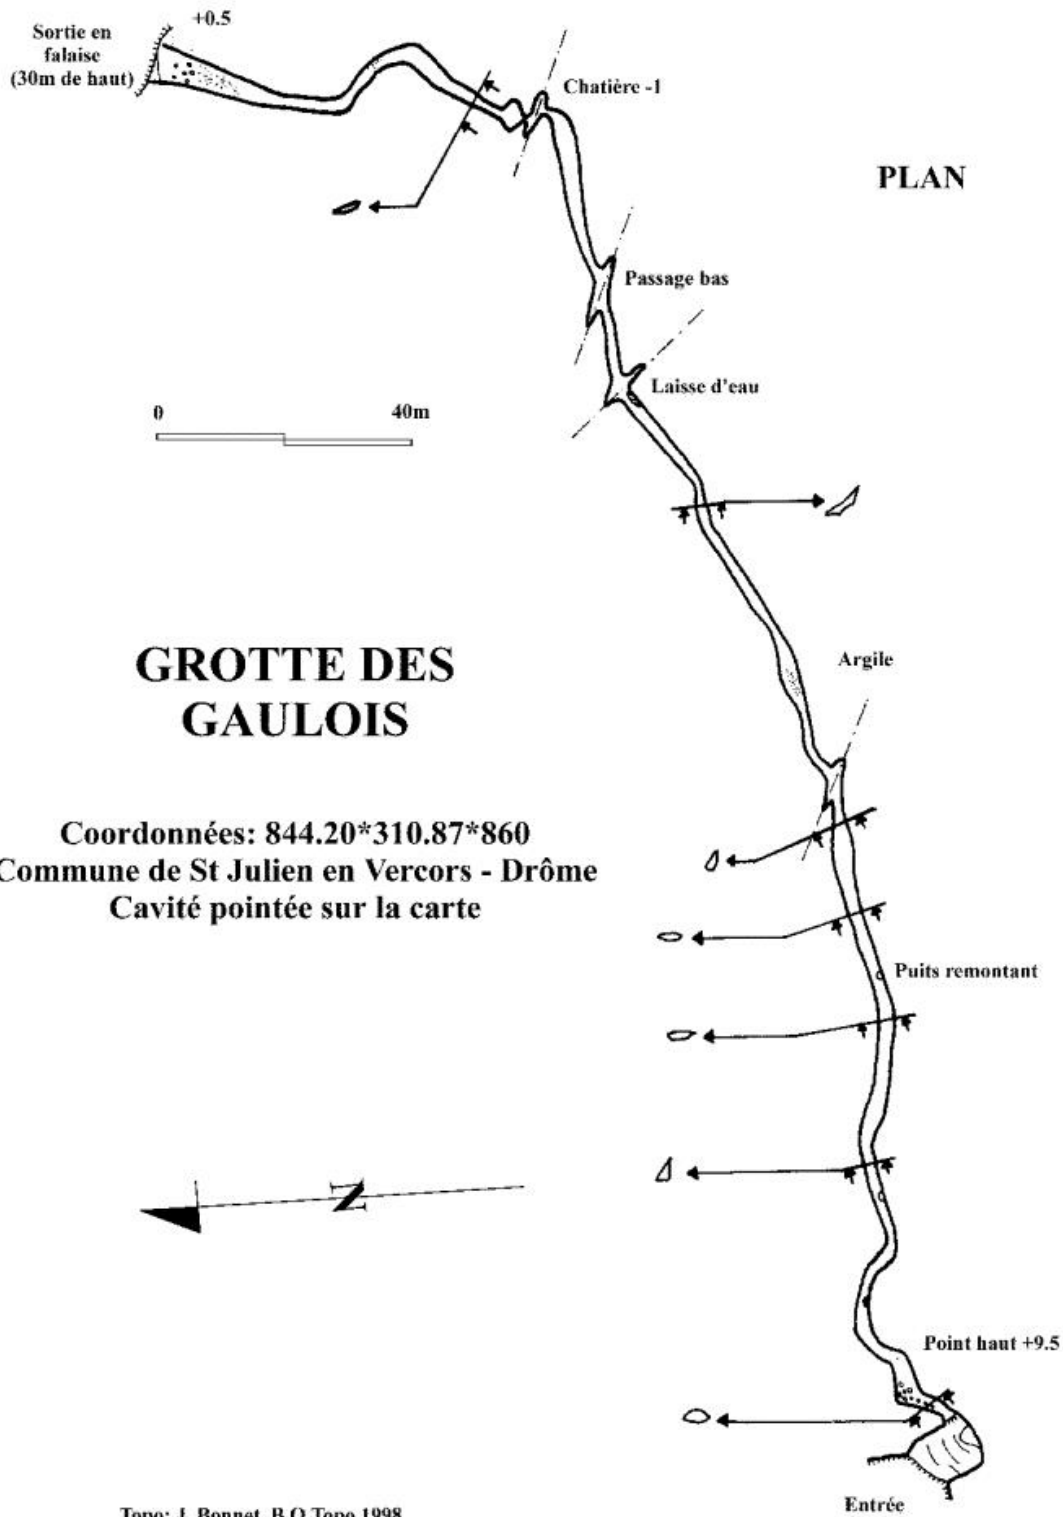 Sortie en
falaise
(30m de haut)
+0.5
Chatière -1
PLAN
Passage bas
Laisse d'eau
0 40m
GROTTE DES
GAULOIS
Argile
Coordonnées: 844.20*310.87*860
Commune de St Julien en Vercors - Drôme
Cavité pointée sur la carte
Puits remontant
N
Point haut +9.5
Entrée
Topo: J. Bonnet, B.O Topo 1998